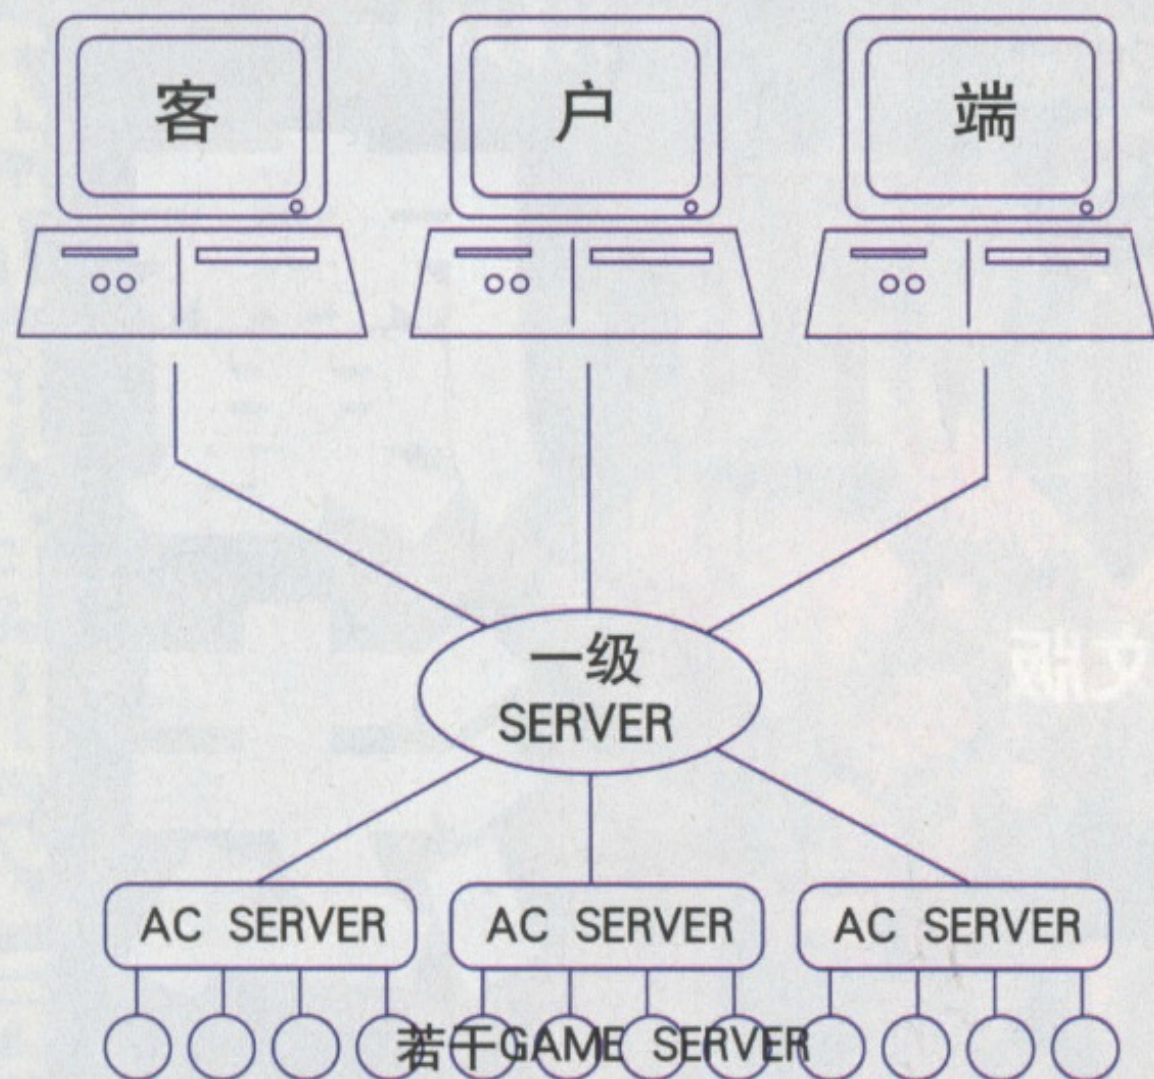 客 户 端
一级
SERVER
AC SERVER AC SERVER AC SERVER
若干GAME SERVER